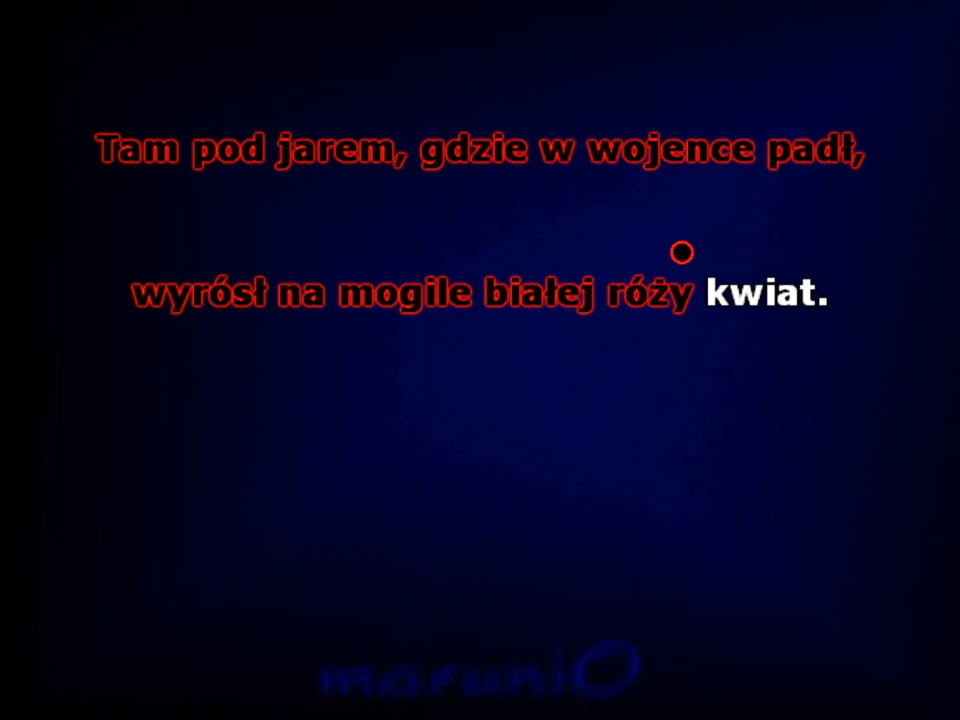 Tam pod jarem, gdzie w wojence padł,
wyrósł na mogile białej róży kwiat.
maruniO